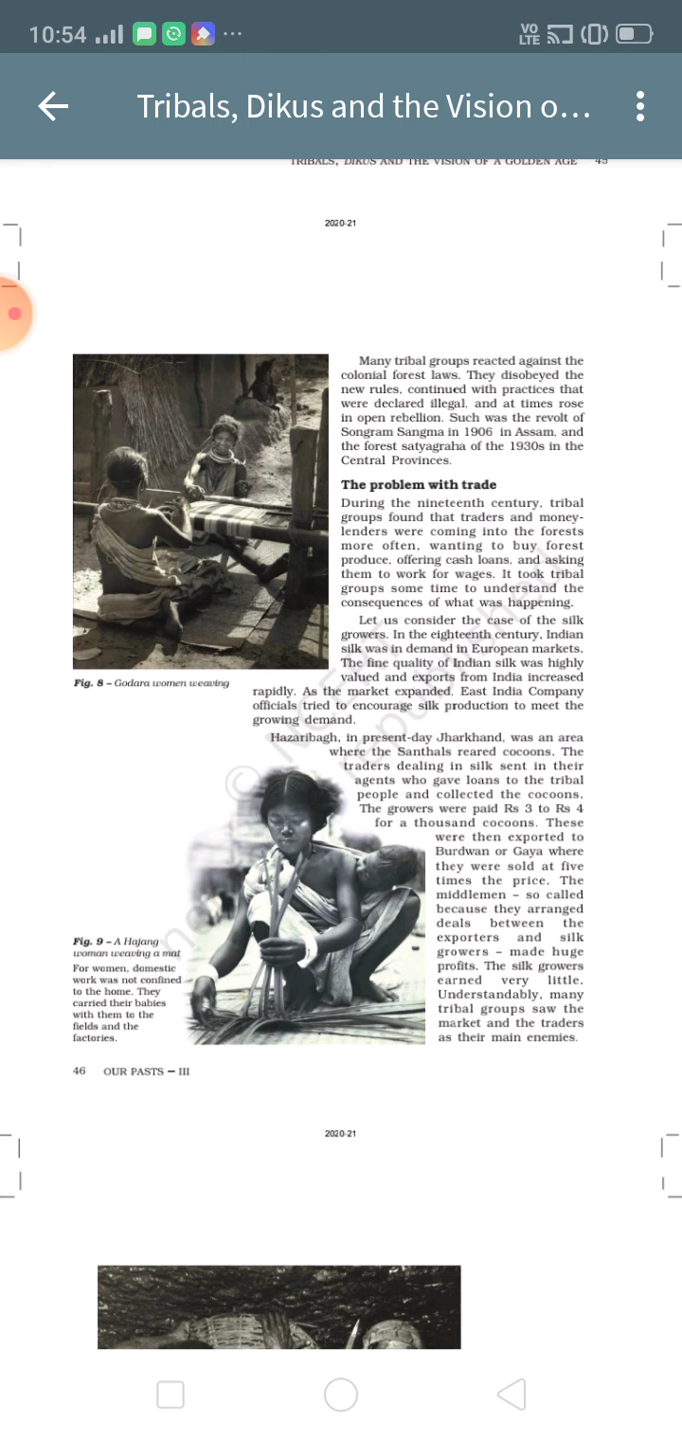 10:54
VO
LTE
Tribals, Dikus and the Vision o...
TRIBALS, DIKUS AND THE VISION OF A GOLDEN AGE 45
2020-21
Many tribal groups reacted against the
colonial forest laws. They disobeyed the
new rules, continued with practices that
were declared illegal, and at times rose
in open rebellion. Such was the revolt of
Songram Sangma in 1906 in Assam, and
the forest satyagraha of the 1930s in the
Central Provinces.
The problem with trade
During the nineteenth century, tribal
groups found that traders and money-
lenders were coming into the forests
more often, wanting to buy forest
produce, offering cash loans, and asking
them to work for wages. It took tribal
groups some time to understand the
consequences of what was happening.
Let us consider the case of the silk
growers. In the eighteenth century, Indian
silk was in demand in European markets.
The fine quality of Indian silk was highly
valued and exports from India increased
rapidly. As the market expanded, East India Company
officials tried to encourage silk production to meet the
growing demand.
Fig. 8 – Godara women weaving
Hazaribagh, in present-day Jharkhand, was an area
where the Santhals reared cocoons. The
traders dealing in silk sent in their
agents who gave loans to the tribal
people and collected the cocoons.
The growers were paid Rs 3 to Rs 4
for a thousand cocoons. These
were then exported to
Burdwan or Gaya where
they were sold at five
times the price. The
middlemen – so called
because they arranged
deals between the
exporters and silk
growers – made huge
profits. The silk growers
earned very little.
Understandably, many
tribal groups saw the
market and the traders
as their main enemies.
Fig. 9 – A Hajang
woman weaving a mat
For women, domestic
work was not confined
to the home. They
carried their babies
with them to the
fields and the
factories.
46 OUR PASTS – III
2020-21
© NCERT